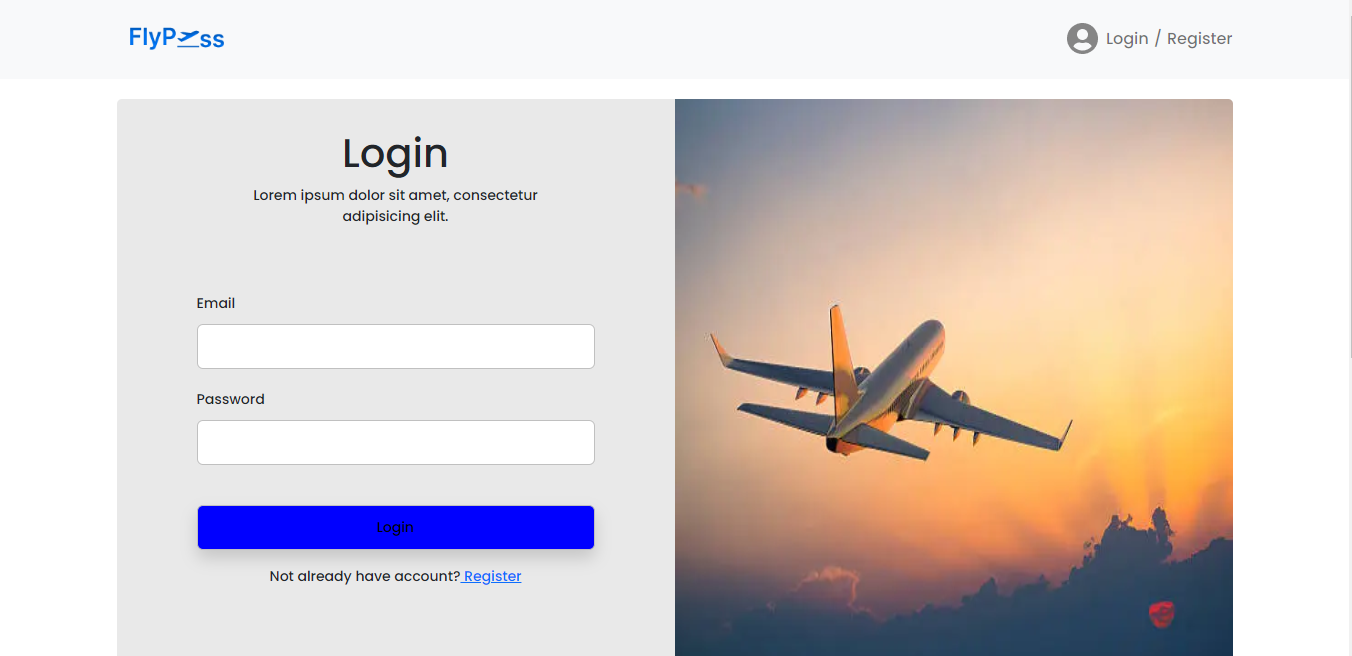 FlyPass
Login / Register
Login
Lorem ipsum dolor sit amet, consectetur
adipisicing elit.
Email
Password
Login
Not already have account? Register